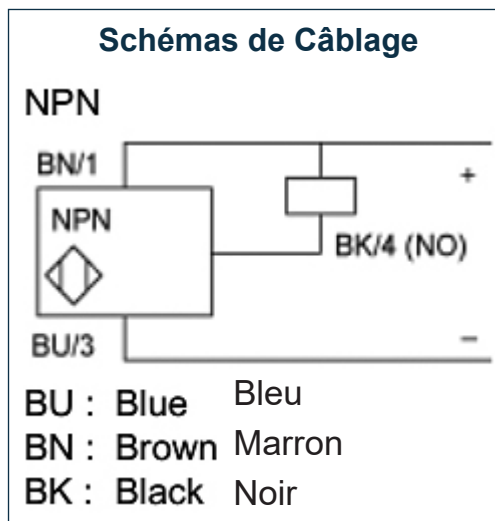 Schémas de Câblage
NPN
BN/1
+
NPN
BK/4 (NO)
BU/3
−
BU : Blue Bleu
BN : Brown Marron
BK : Black Noir